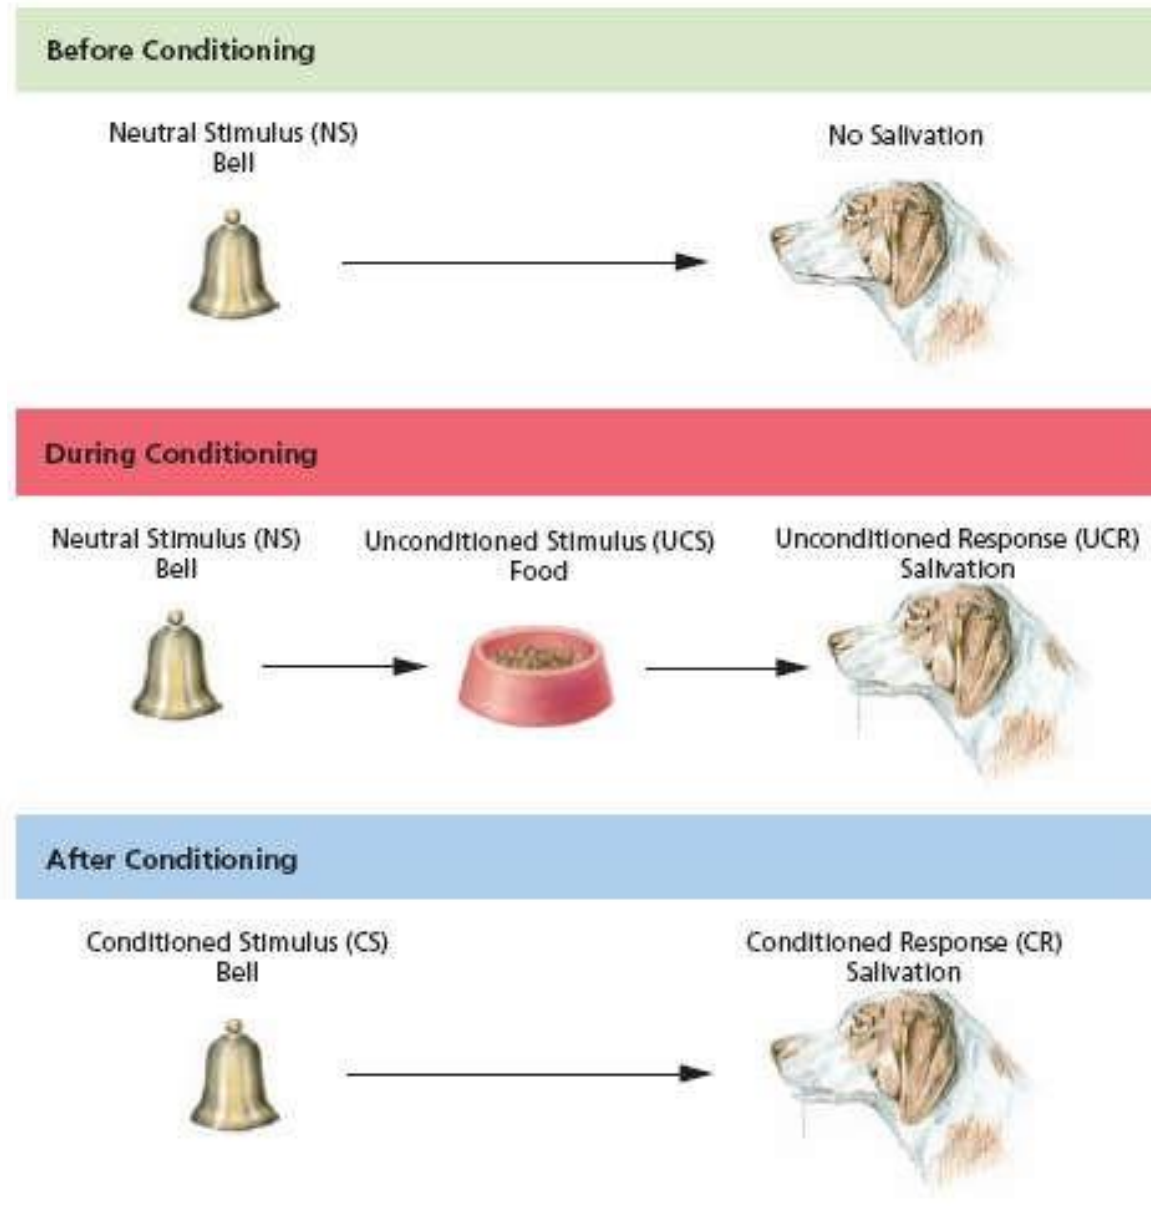 Before Conditioning
Neutral Stimulus (NS)
Bell
No Salivation
During Conditioning
Neutral Stimulus (NS)
Bell
Unconditioned Stimulus (UCS)
Food
Unconditioned Response (UCR)
Salivation
After Conditioning
Conditioned Stimulus (CS)
Bell
Conditioned Response (CR)
Salivation